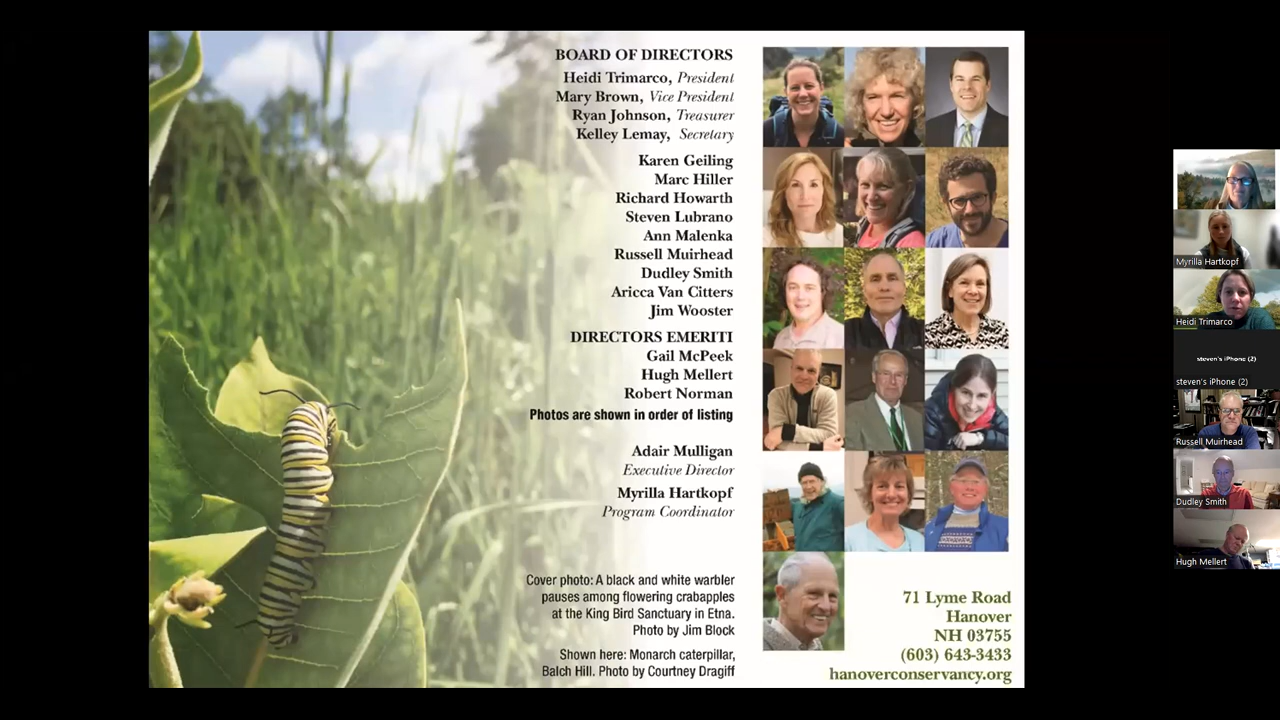 BOARD OF DIRECTORS
Heidi Trimarco, President
Mary Brown, Vice President
Ryan Johnson, Treasurer
Kelley Lemay, Secretary
Karen Geiling
Marc Hiller
Richard Howarth
Steven Lubrano
Ann Malenka
Russell Muirhead
Dudley Smith
Aricca Van Citters
Jim Wooster
DIRECTORS EMERITI
Gail McPeek
Hugh Mellert
Robert Norman
Photos are shown in order of listing
Adair Mulligan
Executive Director
Myrilla Hartkopf
Program Coordinator
Cover photo: A black and white warbler
pauses among flowering crabapples
at the King Bird Sanctuary in Etna.
Photo by Jim Block
Shown here: Monarch caterpillar,
Balch Hill. Photo by Courtney Dragiff
71 Lyme Road
Hanover
NH 03755
(603) 643-3433
hanoverconservancy.org
Myrilla Hartkopf
Heidi Trimarco
steven's iPhone (2)
steven's iPhone (2)
Russell Muirhead
Dudley Smith
Hugh Mellert